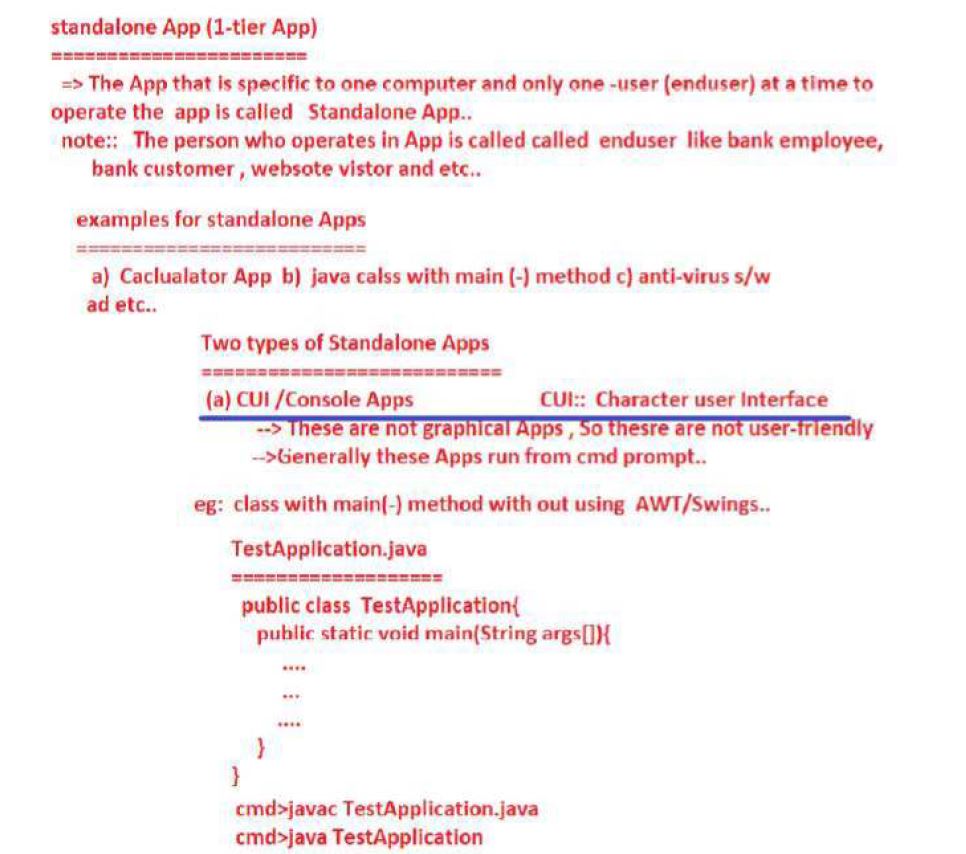 standalone App (1-tier App)
=======================
=> The App that is specific to one computer and only one -user (enduser) at a time to
operate the app is called Standalone App..
note:: The person who operates in App is called called enduser like bank employee,
bank customer , websote vistor and etc..
examples for standalone Apps
==========================
a) Caclualator App b) java calss with main (-) method c) anti-virus s/w
ad etc..
Two types of Standalone Apps
===========================
(a) CUI /Console Apps CUI:: Character user Interface
--> These are not graphical Apps , So thesre are not user-friendly
-->Generally these Apps run from cmd prompt..
eg: class with main(-) method with out using AWT/Swings..
TestApplication.java
===================
public class TestApplication{
public static void main(String args[]){
....
...
....
}
}
cmd>javac TestApplication.java
cmd>java TestApplication